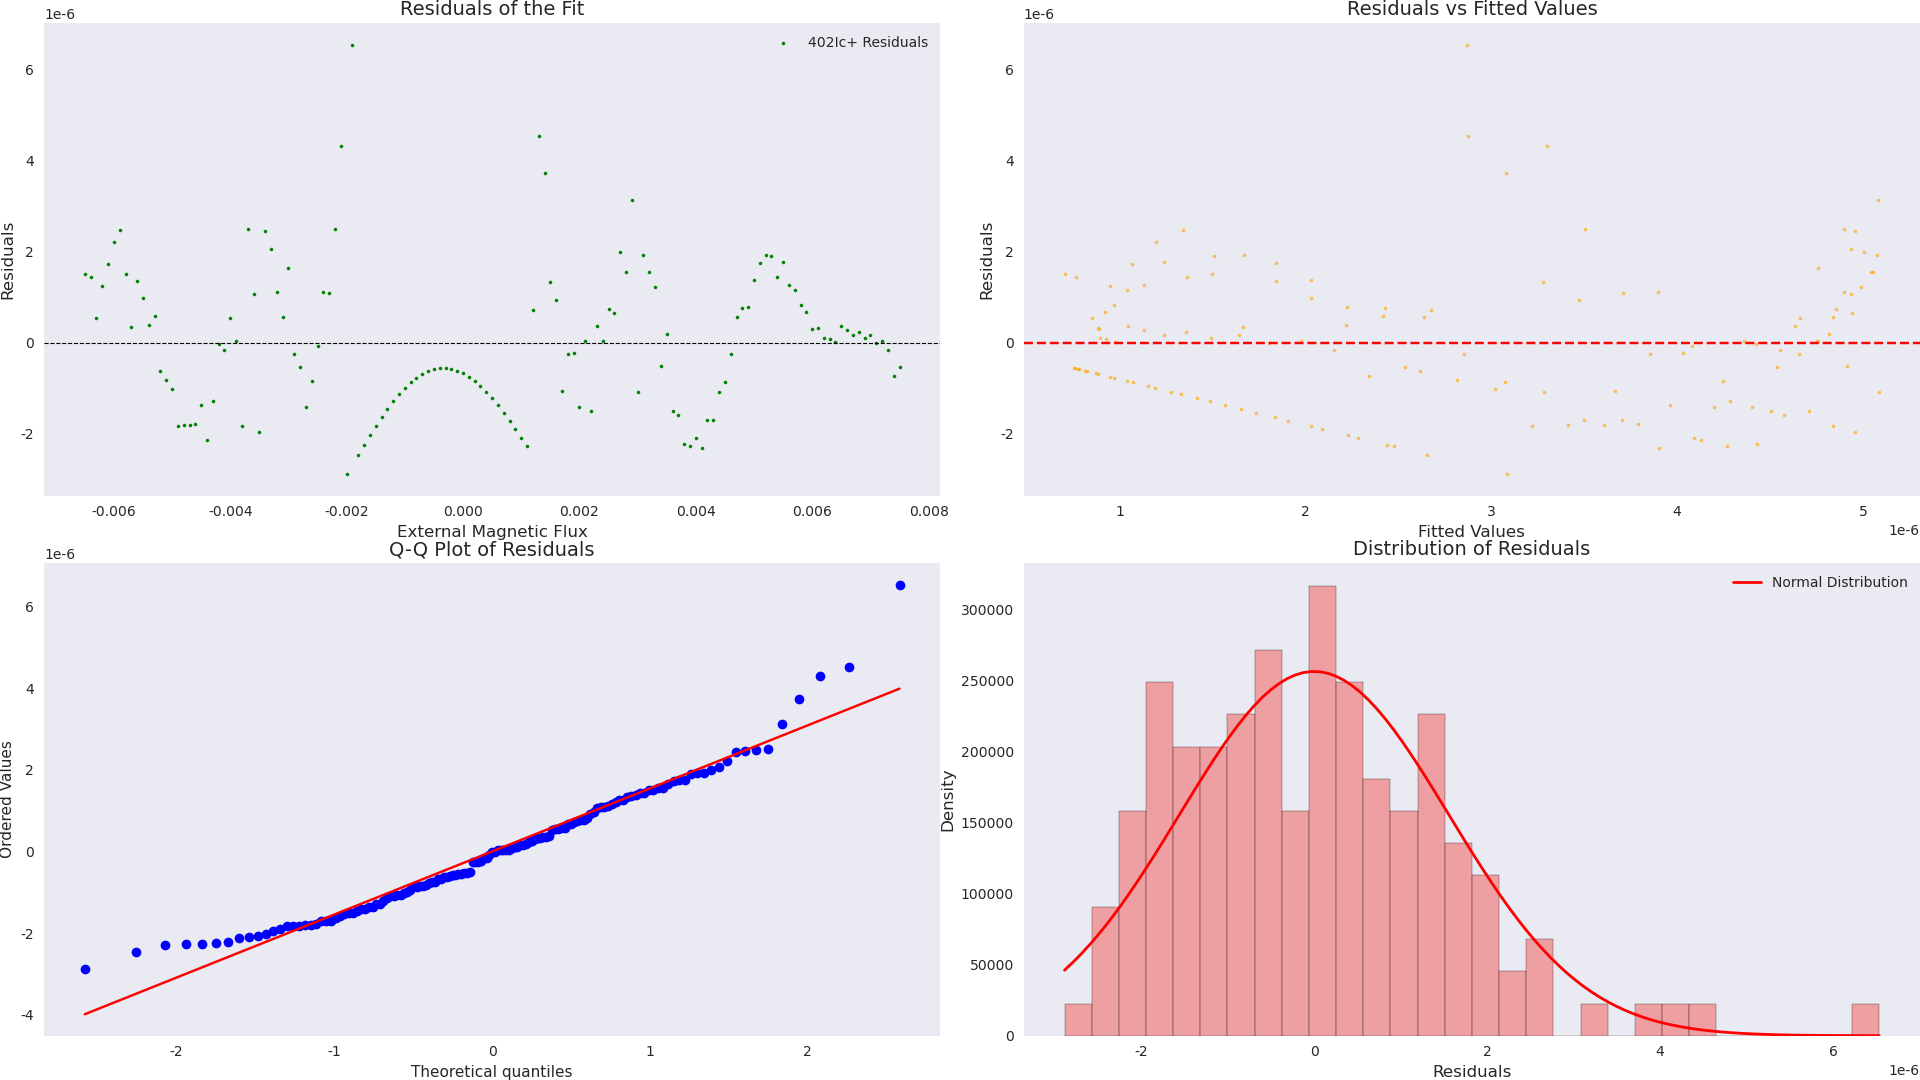 Residuals of the Fit
1e-6
402Ic+ Residuals
6
4
2
0
-2
Residuals
-0.006 -0.004 -0.002 0.000 0.002 0.004 0.006 0.008
External Magnetic Flux
Residuals vs Fitted Values
1e-6
6
4
2
0
-2
Residuals
1 2 3 4 5
Fitted Values
1e-6
Q-Q Plot of Residuals
1e-6
6
4
2
0
-2
-4
Ordered Values
-2 -1 0 1 2
Theoretical quantiles
Distribution of Residuals
Normal Distribution
300000
250000
200000
150000
100000
50000
0
Density
-2 0 2 4 6
Residuals
1e-6